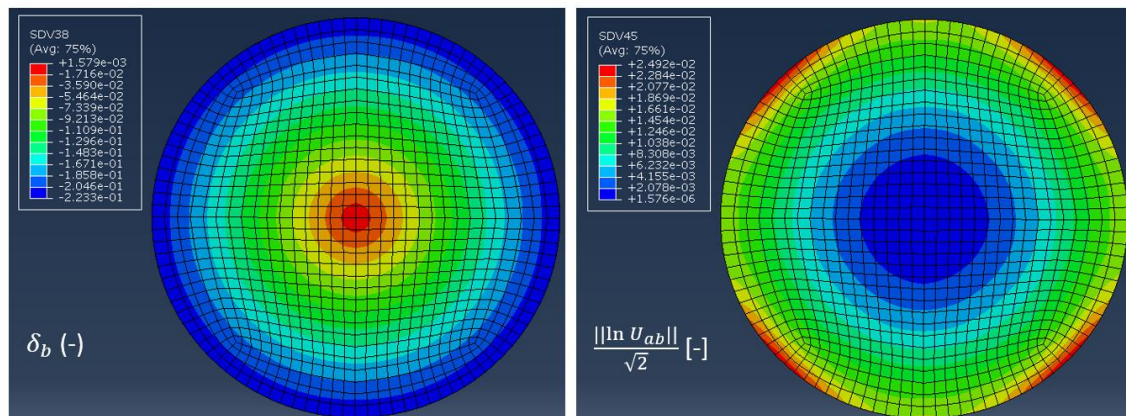 SDV38
(Avg: 75%)
+1.579e-03
-1.716e-02
-3.590e-02
-5.464e-02
-7.339e-02
-9.213e-02
-1.109e-01
-1.296e-01
-1.483e-01
-1.671e-01
-1.858e-01
-2.046e-01
-2.233e-01
δ_b (-)
SDV45
(Avg: 75%)
+2.492e-02
+2.284e-02
+2.077e-02
+1.869e-02
+1.661e-02
+1.454e-02
+1.246e-02
+1.038e-02
+8.308e-03
+6.232e-03
+4.155e-03
+2.078e-03
+1.576e-06
||ln U_ab||
√2 [-]